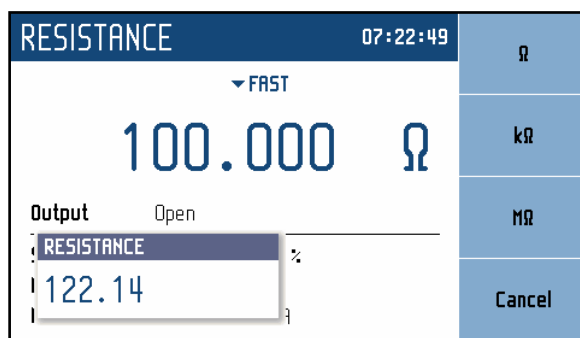 RESISTANCE 07:22:49
FAST
100.000 Ω
Output Open
RESISTANCE
%
122.14
Ω
kΩ
MΩ
Cancel